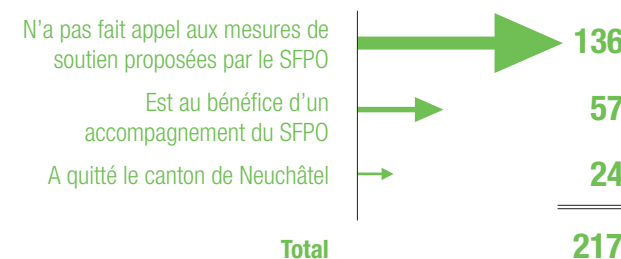 N’a pas fait appel aux mesures de
soutien proposées par le SFPO
136
Est au bénéfice d’un
accompagnement du SFPO
57
A quitté le canton de Neuchâtel
24
Total
217